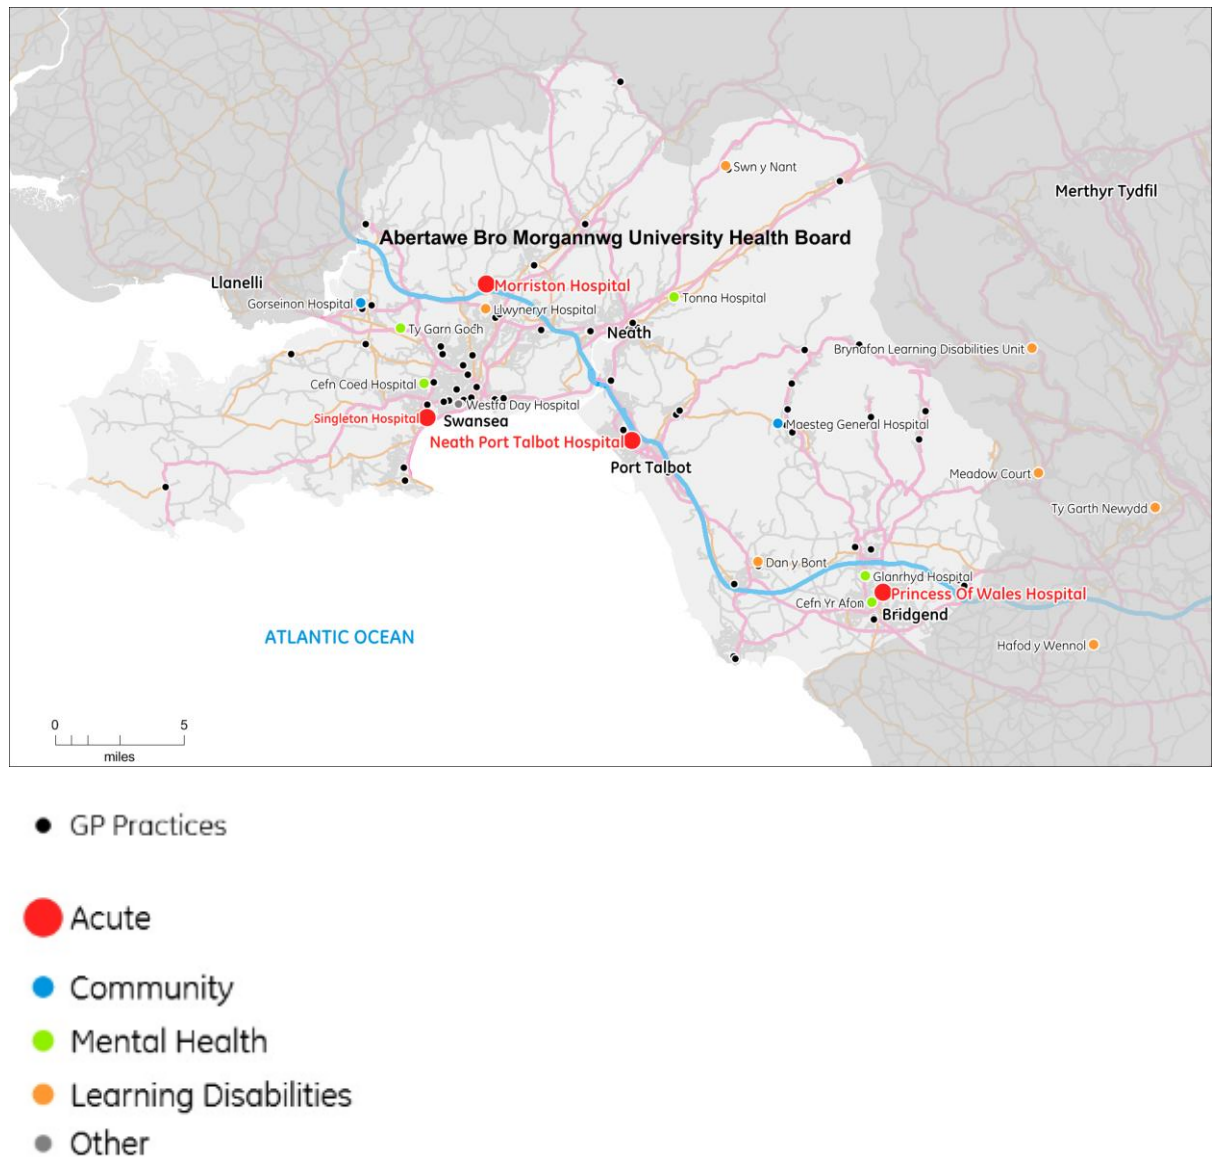 Swn y Nant
Merthyr Tydfil
Abertawe Bro Morgannwg University Health Board
Llanelli
Morriston Hospital
Gorseinon Hospital
Tonna Hospital
Llwyneryr Hospital
Ty Garn Goch
Neath
Brynafon Learning Disabilities Unit
Cefn Coed Hospital
Westfa Day Hospital
Singleton Hospital
Swansea
Maesteg General Hospital
Neath Port Talbot Hospital
Port Talbot
Meadow Court
Ty Garth Newydd
Dan y Bont
Glanrhyd Hospital
Princess Of Wales Hospital
Cefn Yr Afon
Bridgend
ATLANTIC OCEAN
Hafod y Wennol
0 5
miles
GP Practices
Acute
Community
Mental Health
Learning Disabilities
Other